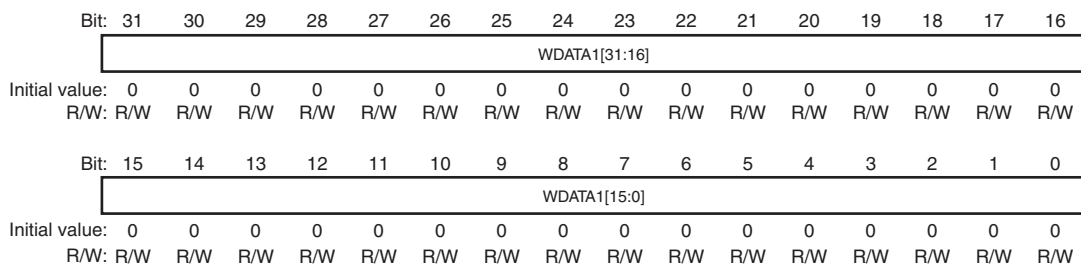 Bit: 31 30 29 28 27 26 25 24 23 22 21 20 19 18 17 16
WDATA1[31:16]
Initial value: 0 0 0 0 0 0 0 0 0 0 0 0 0 0 0 0
R/W: R/W R/W R/W R/W R/W R/W R/W R/W R/W R/W R/W R/W R/W R/W R/W R/W
Bit: 15 14 13 12 11 10 9 8 7 6 5 4 3 2 1 0
WDATA1[15:0]
Initial value: 0 0 0 0 0 0 0 0 0 0 0 0 0 0 0 0
R/W: R/W R/W R/W R/W R/W R/W R/W R/W R/W R/W R/W R/W R/W R/W R/W R/W